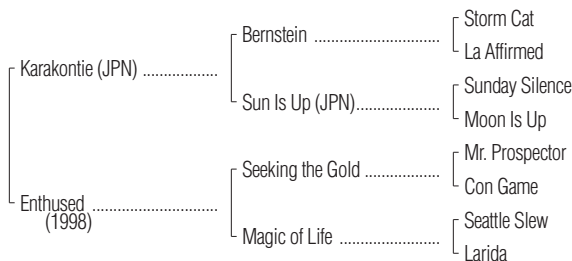 Storm Cat
Bernstein
La Affirmed
Karakontie (JPN)
Sunday Silence
Sun Is Up (JPN)
Moon Is Up
Mr. Prospector
Seeking the Gold
Con Game
Enthused
(1998)
Seattle Slew
Magic of Life
Larida